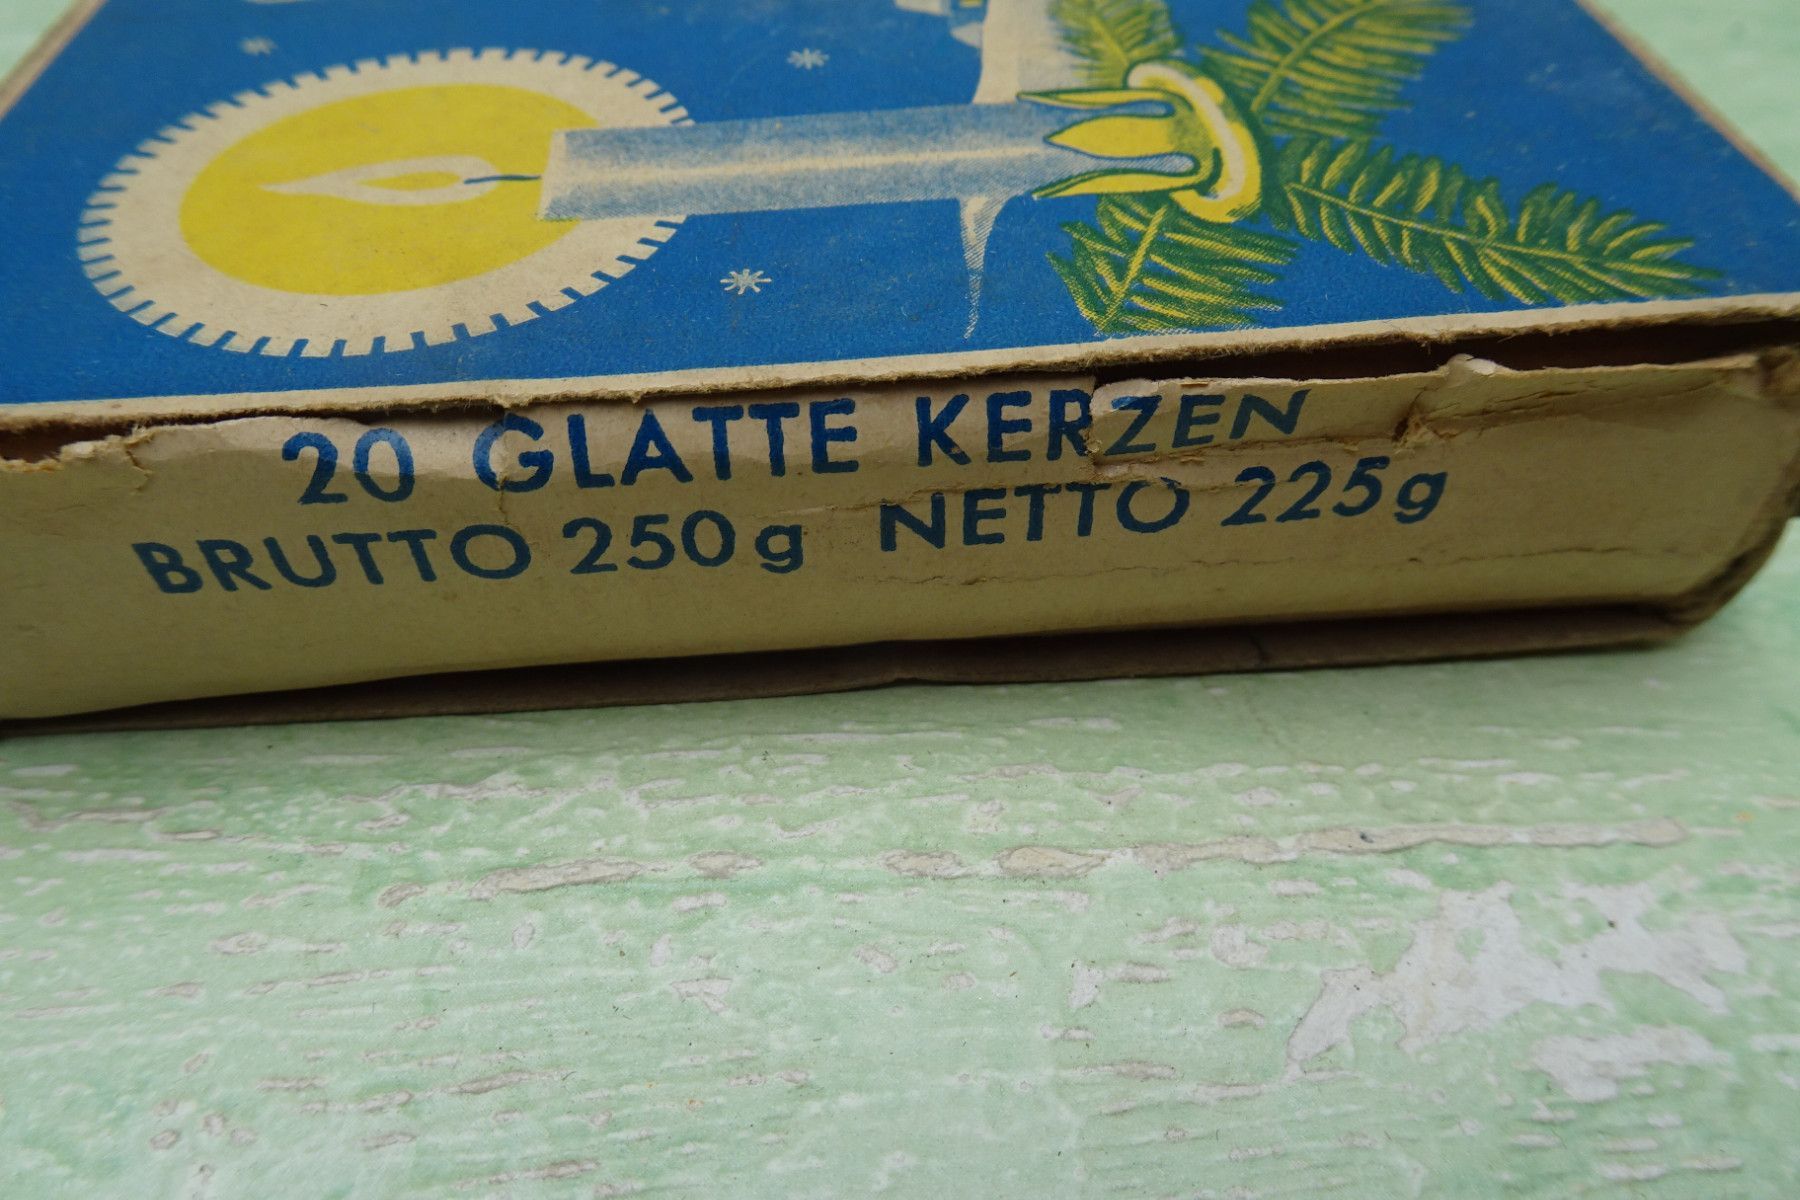 20 GLATTE KERZEN
BRUTTO 250g NETTO 225g